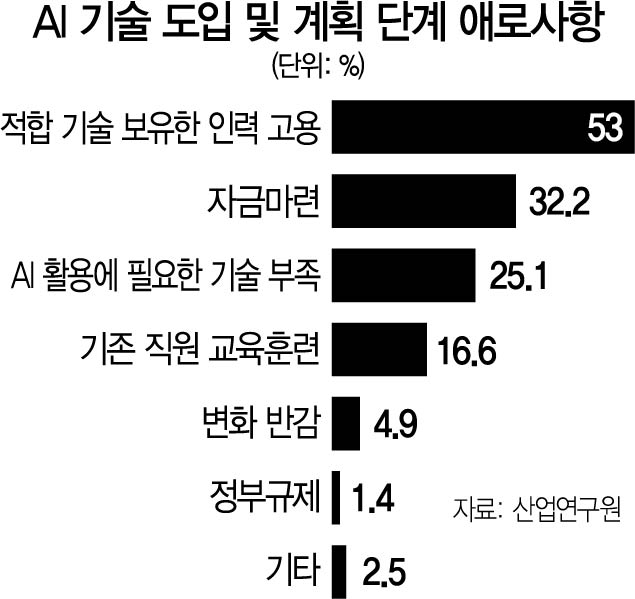 AI 기술 도입 및 계획 단계 애로사항
(단위: %)
적합 기술 보유한 인력 고용 53
자금마련 32.2
AI 활용에 필요한 기술 부족 25.1
기존 직원 교육훈련 16.6
변화 반감 4.9
정부규제 1.4
자료: 산업연구원
기타 2.5